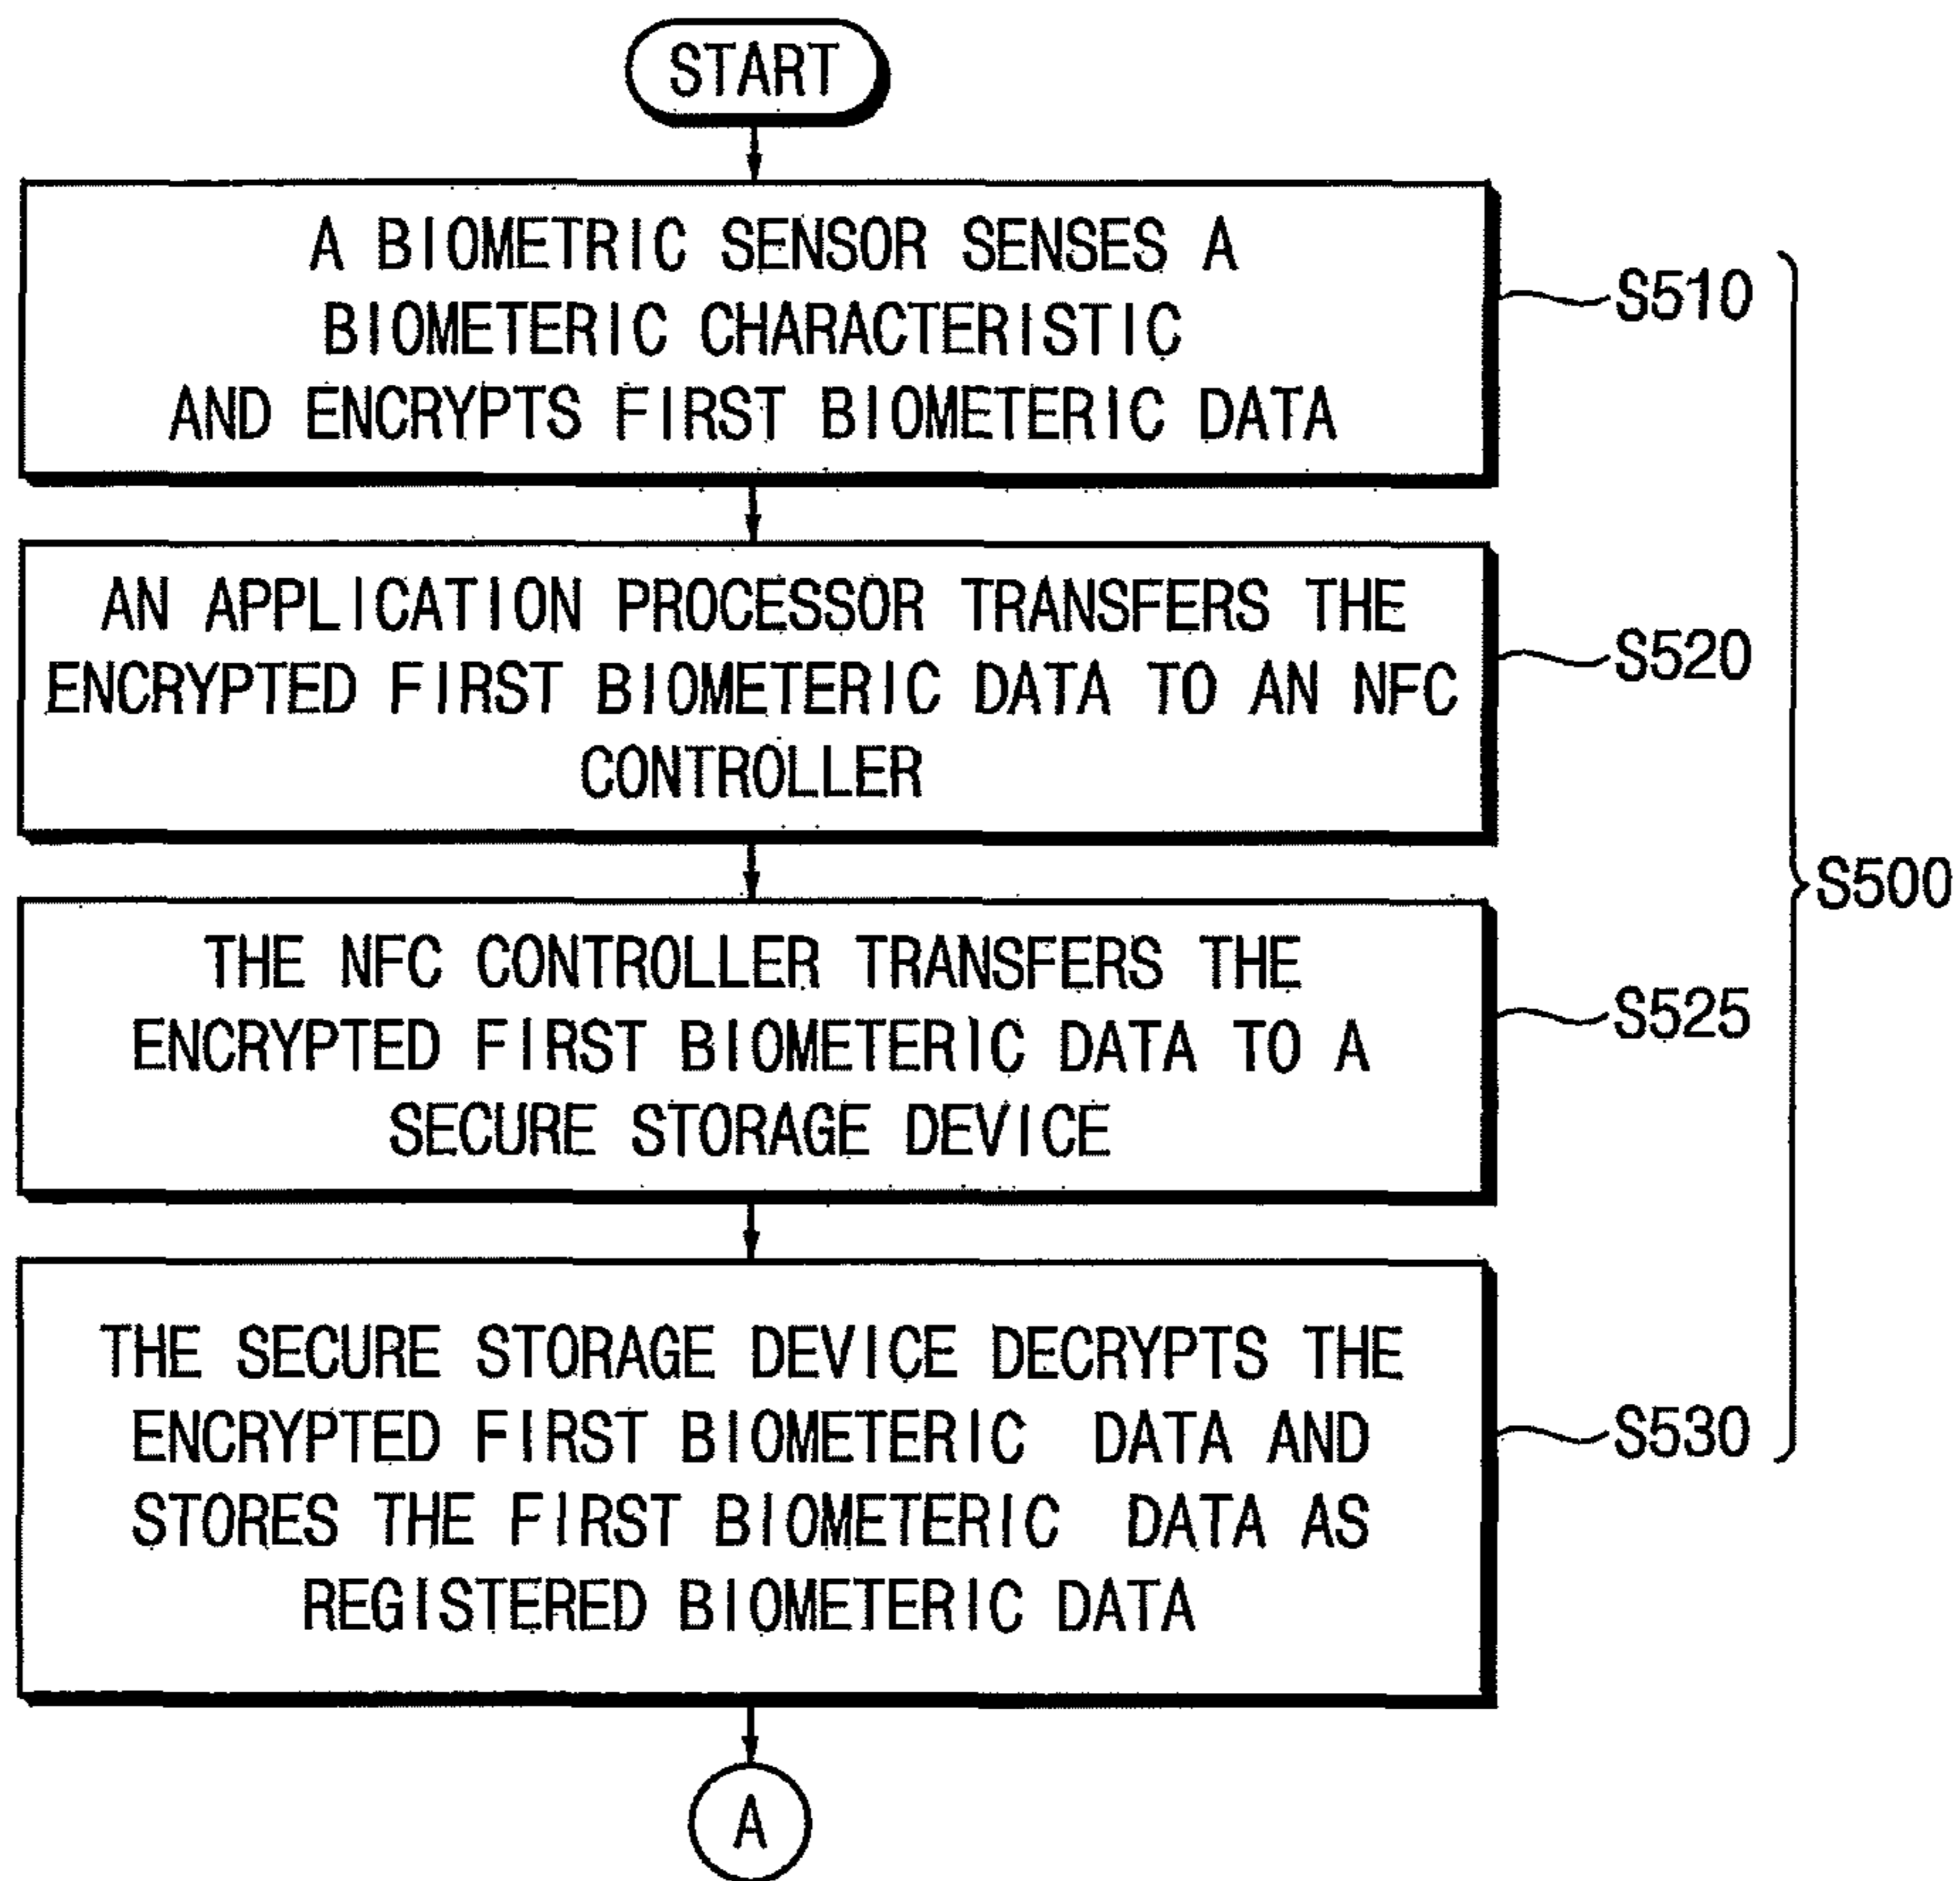 START
A BIOMETRIC SENSOR SENSES A
BIOMETERIC CHARACTERISTIC
AND ENCRYPTS FIRST BIOMETERIC DATA
S510
AN APPLICATION PROCESSOR TRANSFERS THE
ENCRYPTED FIRST BIOMETERIC DATA TO AN NFC
CONTROLLER
S520
S500
THE NFC CONTROLLER TRANSFERS THE
ENCRYPTED FIRST BIOMETERIC DATA TO A
SECURE STORAGE DEVICE
S525
THE SECURE STORAGE DEVICE DECRYPTS THE
ENCRYPTED FIRST BIOMETERIC DATA AND
STORES THE FIRST BIOMETERIC DATA AS
REGISTERED BIOMETERIC DATA
S530
A